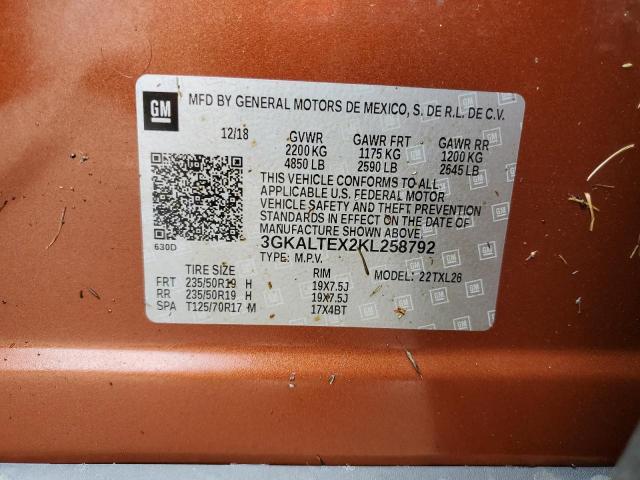 GM MFD BY GENERAL MOTORS DE MEXICO, S. DE R.L. DE C.V.
12/18 GVWR GAWR FRT GAWR RR
2200 KG 1175 KG 1200 KG
4850 LB 2590 LB 2645 LB
THIS VEHICLE CONFORMS TO ALL
APPLICABLE U.S. FEDERAL MOTOR
VEHICLE SAFETY AND THEFT PREVENTION
STANDARDS IN EFFECT ON THE DATE OF
MANUFACTURE SHOWN ABOVE.
630D 3GKALTEX2KL258792
TYPE: M.P.V. MODEL: 22TXL26
TIRE SIZE RIM
FRT 235/50R19 H 19X7.5J
RR 235/50R19 H 19X7.5J
SPA T125/70R17 M 17X4BT